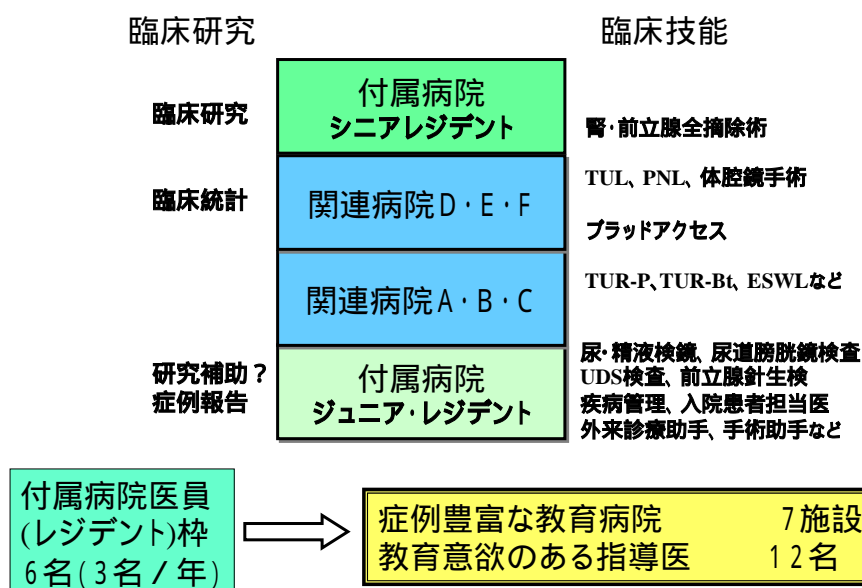 臨床研究
臨床技能
臨床研究
付属病院
シニアレジデント
腎・前立腺全摘除術
臨床統計
関連病院D・E・F
TUL、PNL、体腔鏡手術
ブラッドアクセス
関連病院A・B・C
TUR-P、TUR-Bt、ESWLなど
研究補助？
症例報告
付属病院
ジュニア・レジデント
尿・精液検鏡、尿道膀胱鏡検査
UDS検査、前立腺針生検
疾病管理、入院患者担当医
外来診療助手、手術助手など
付属病院医員
(レジデント)枠
6名(3名／年)
症例豊富な教育病院 7施設
教育意欲のある指導医 12名